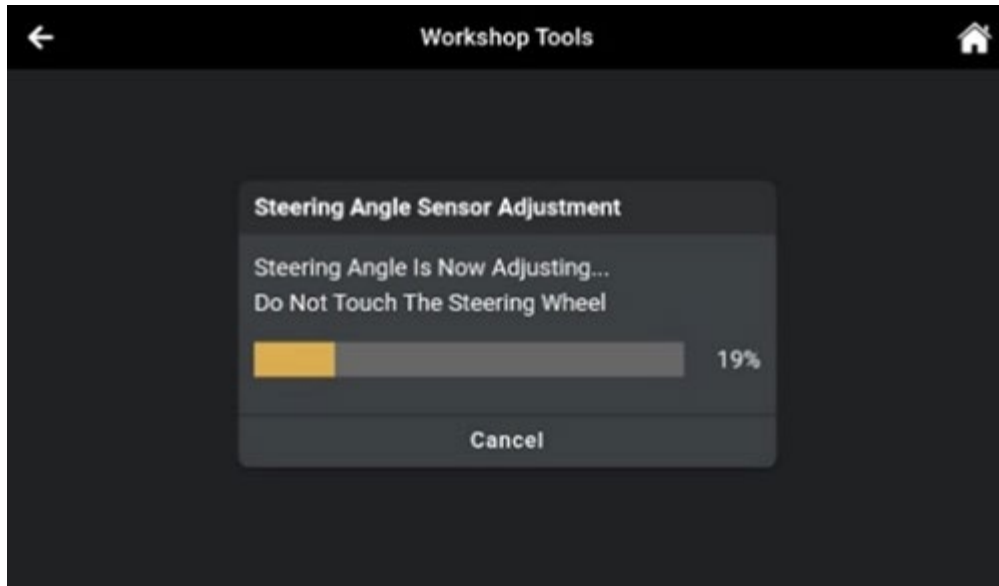 Workshop Tools
Steering Angle Sensor Adjustment
Steering Angle Is Now Adjusting...
Do Not Touch The Steering Wheel
19%
Cancel